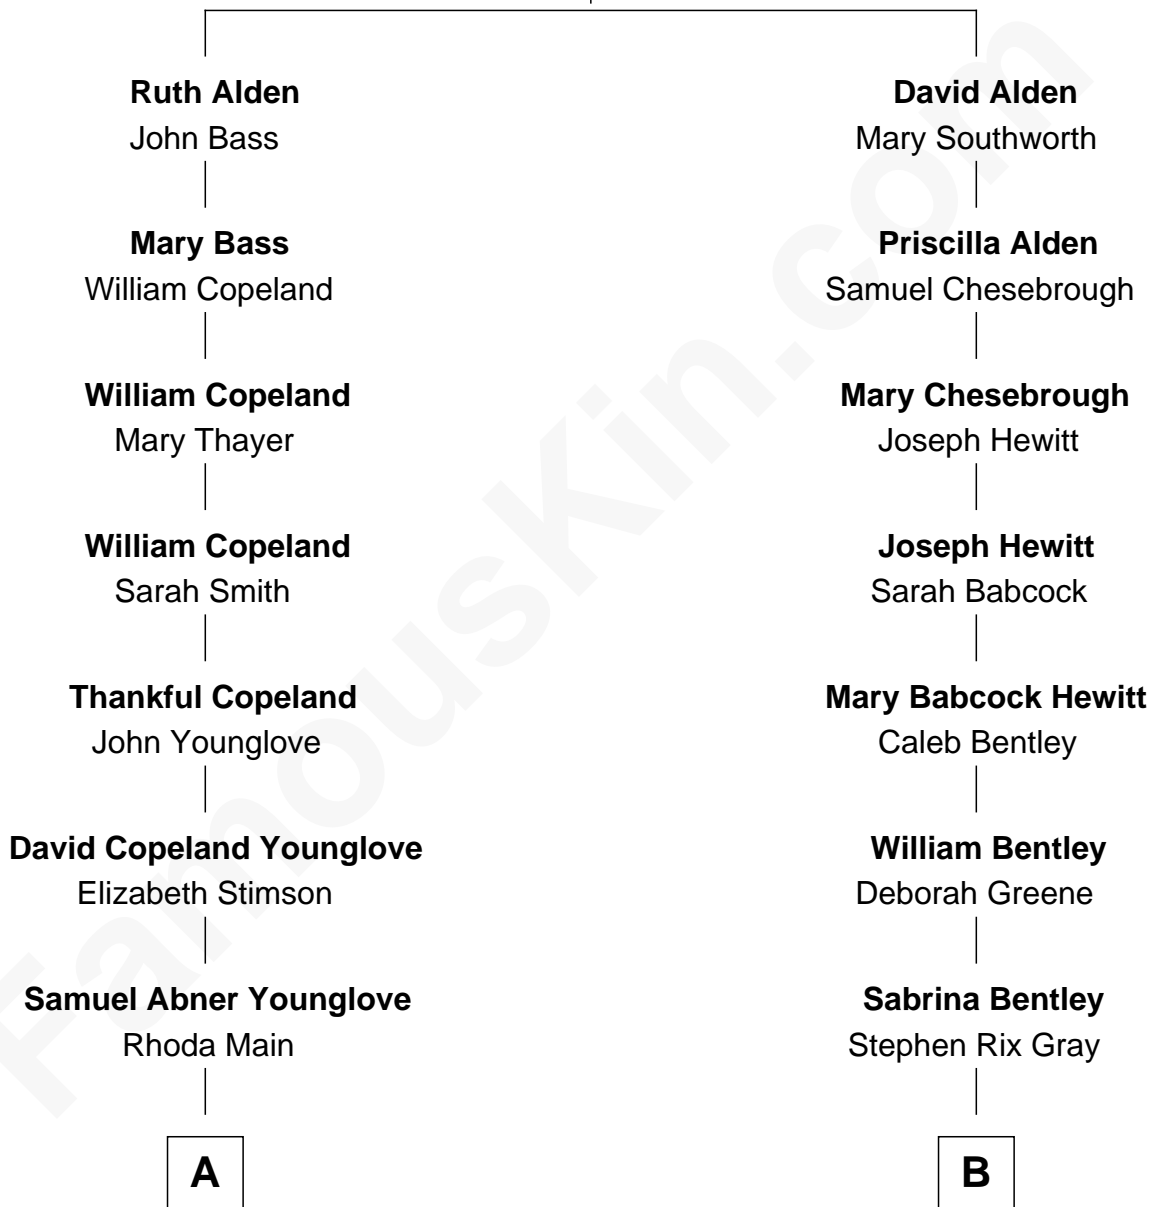 Ruth Alden
John Bass
David Alden
Mary Southworth
Mary Bass
William Copeland
Priscilla Alden
Samuel Chesebrough
William Copeland
Mary Thayer
Mary Chesebrough
Joseph Hewitt
William Copeland
Sarah Smith
Joseph Hewitt
Sarah Babcock
Thankful Copeland
John Younglove
Mary Babcock Hewitt
Caleb Bentley
David Copeland Younglove
Elizabeth Stimson
William Bentley
Deborah Greene
Samuel Abner Younglove
Rhoda Main
Sabrina Bentley
Stephen Rix Gray
A
B
FamousKin.com